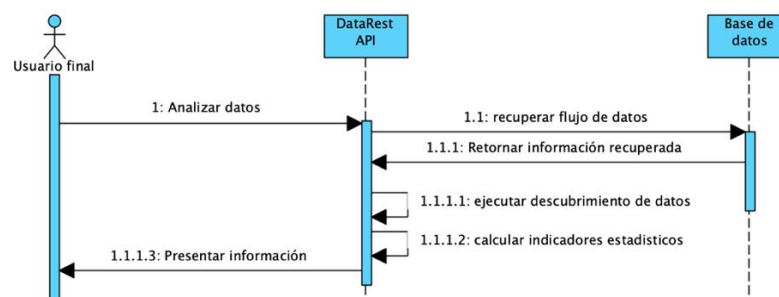 Usuario final
DataRest
API
Base de
datos
1: Analizar datos
1.1: recuperar flujo de datos
1.1.1: Retornar información recuperada
1.1.1.1: ejecutar descubrimiento de datos
1.1.1.2: calcular indicadores estadisticos
1.1.1.3: Presentar información